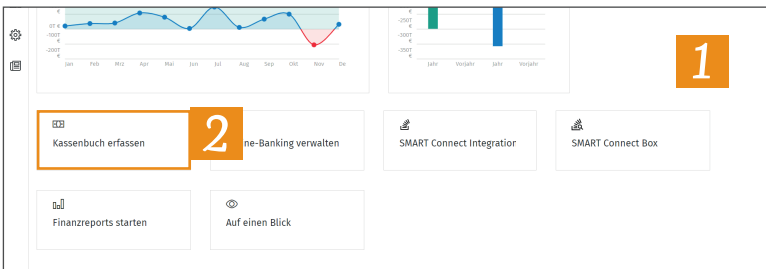 €
0T €
-100T
€
-200T
€
Jan Feb Mrz Apr Mai Jun Jul Aug Sep Okt Nov De
-250T
€
-300T
€
-350T
€
Jahr Vorjahr Jahr Vorjahr
1
2
Kassenbuch erfassen
ne-Banking verwalten
SMART Connect Integration
SMART Connect Box
Finanzreports starten
Auf einen Blick